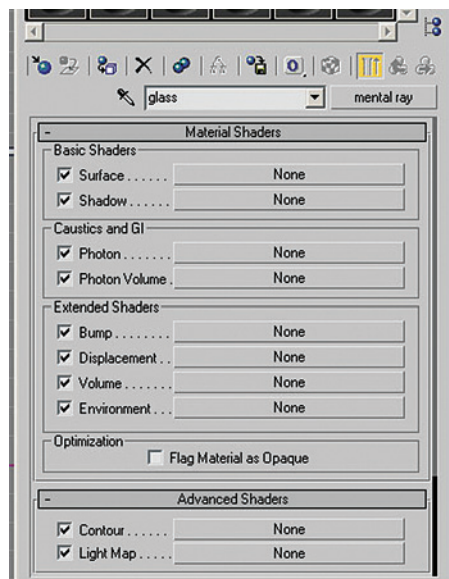 glass mental ray
- Material Shaders
Basic Shaders
Surface . . . . . . None
Shadow . . . . . . None
Caustics and GI
Photon . . . . . . . None
Photon Volume . None
Extended Shaders
Bump . . . . . . . . None
Displacement . . None
Volume . . . . . . . None
Environment . . . None
Optimization
Flag Material as Opaque
- Advanced Shaders
Contour . . . . . . None
Light Map . . . . . None